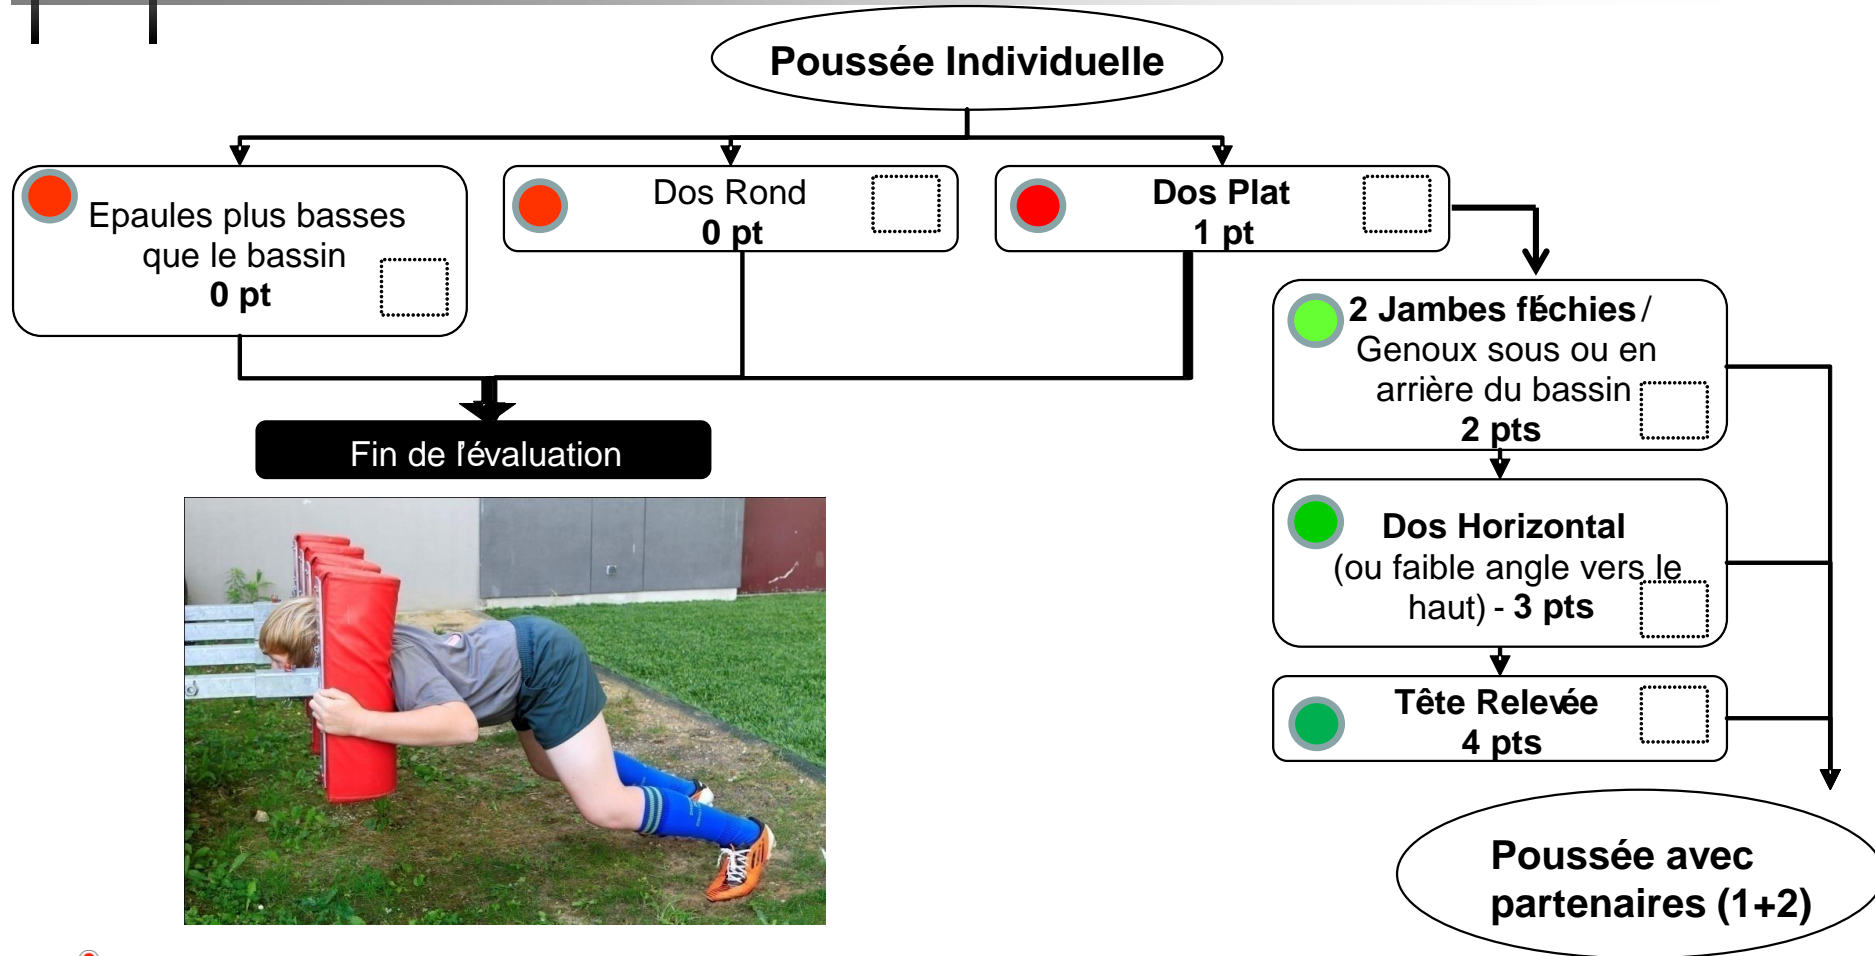 Poussée Individuelle
Epaules plus basses
que le bassin
0 pt
Dos Rond
0 pt
Dos Plat
1 pt
2 Jambes fléchies /
Genoux sous ou en
arrière du bassin
2 pts
Fin de l'évaluation
Dos Horizontal
(ou faible angle vers le
haut) - 3 pts
Tête Relevée
4 pts
Poussée avec
partenaires (1+2)